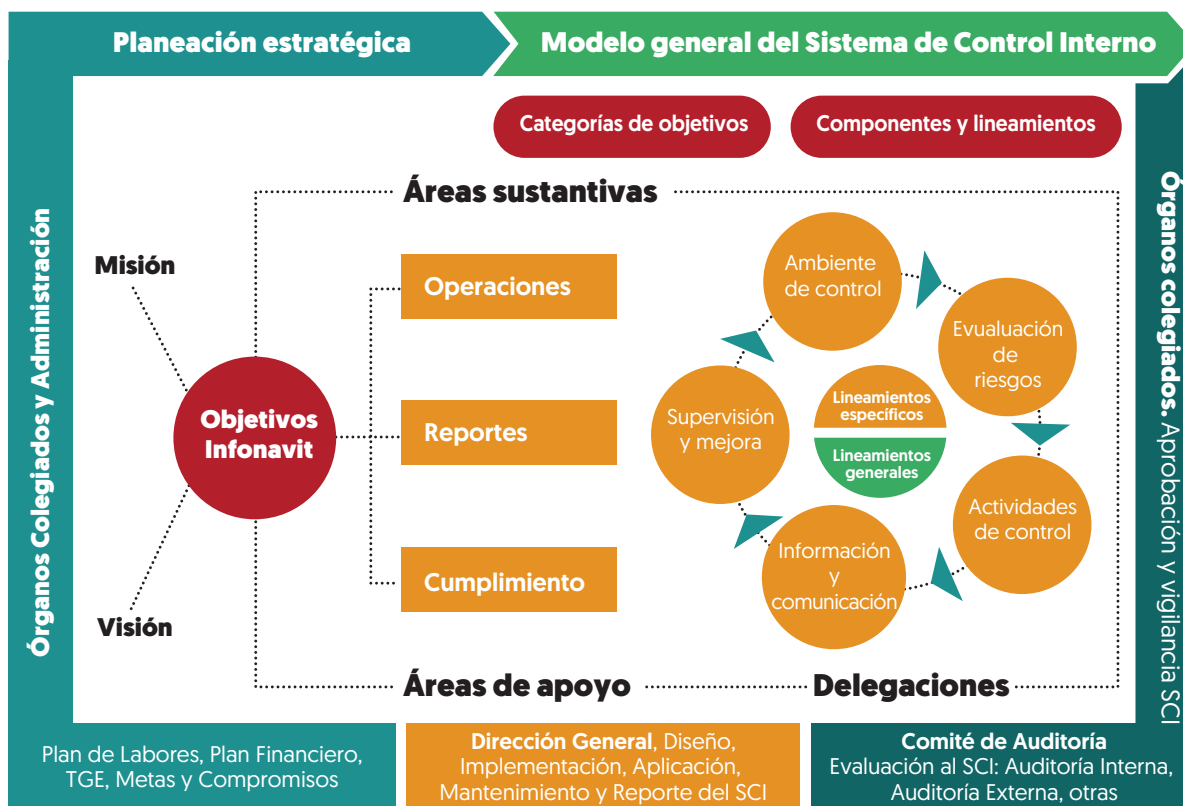 Planeación estratégica
Modelo general del Sistema de Control Interno
Categorías de objetivos
Componentes y lineamientos
Órganos Colegiados y Administración
Áreas sustantivas
Misión
Visión
Objetivos
Infonavit
Operaciones
Reportes
Cumplimiento
Ambiente
de control
Evualuación
de
riesgos
Actividades
de control
Información
y
comunicación
Supervisión
y mejora
Lineamientos
específicos
Lineamientos
generales
Áreas de apoyo
Delegaciones
Órganos colegiados. Aprobación y vigilancia SCI
Plan de Labores, Plan Financiero,
TGE, Metas y Compromisos
Dirección General, Diseño,
Implementación, Aplicación,
Mantenimiento y Reporte del SCI
Comité de Auditoría
Evaluación al SCI: Auditoría Interna,
Auditoría Externa, otras